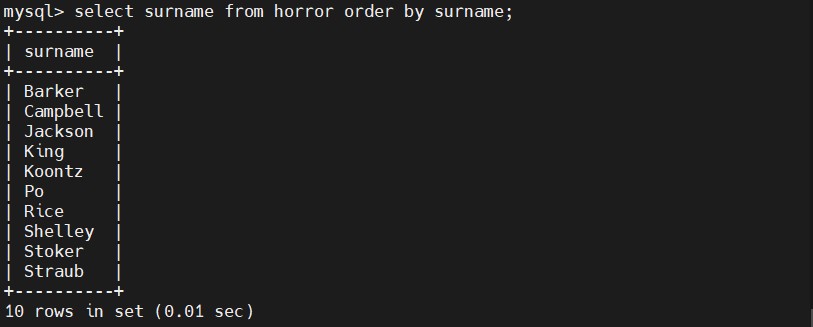 mysql> select surname from horror order by surname;
+----------+
| surname  |
+----------+
| Barker   |
| Campbell |
| Jackson  |
| King     |
| Koontz   |
| Po       |
| Rice     |
| Shelley  |
| Stoker   |
| Straub   |
+----------+
10 rows in set (0.01 sec)